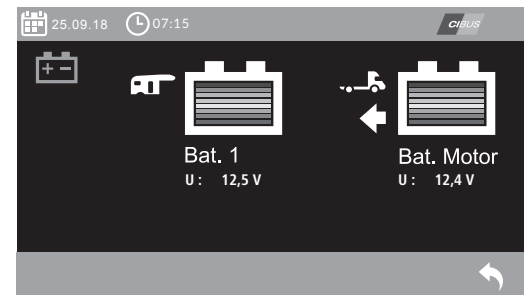 25.09.18 07:15 CIBUS
+ -
Bat. 1 Bat. Motor
U : 12,5 V U : 12,4 V